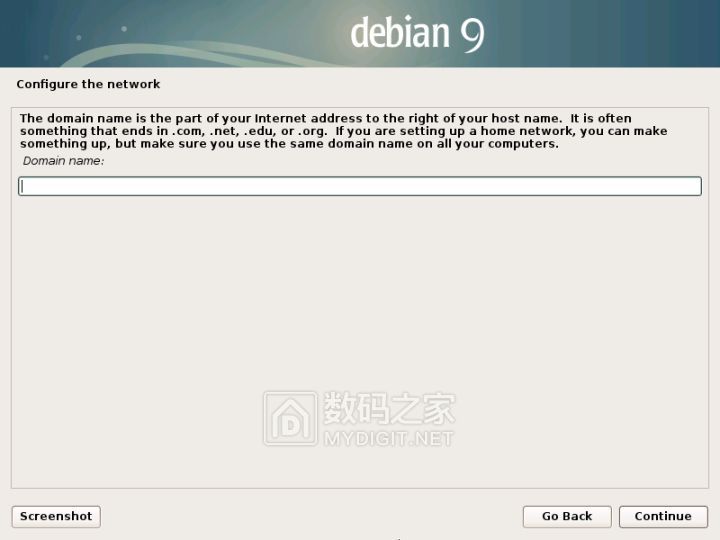 debian 9
Configure the network
The domain name is the part of your Internet address to the right of your host name.  It is often
something that ends in .com, .net, .edu, or .org.  If you are setting up a home network, you can make
something up, but make sure you use the same domain name on all your computers.
Domain name:
数码之家
MYDIGIT.NET
Screenshot
Go Back
Continue